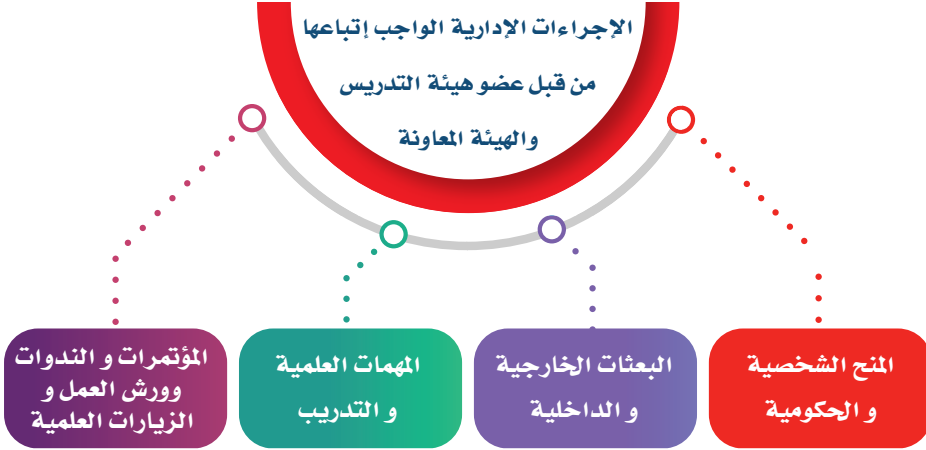 الإجراءات الإدارية الواجب إتباعها
من قبل عضو هيئة التدريس
والهيئة المعاونة
المنح الشخصية
و الحكومية
البعثات الخارجية
و الداخلية
المهمات العلمية
و التدريب
المؤتمرات و الندوات
وورش العمل و
الزيارات العلمية